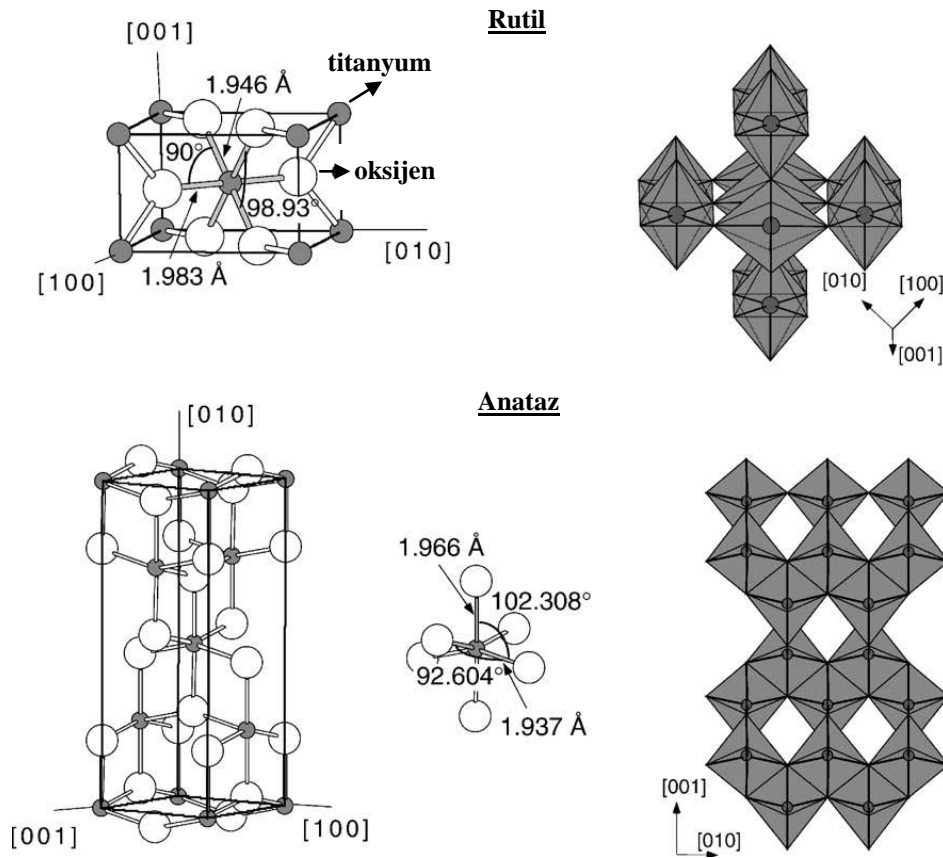 Rutil
[001]
titanyum
1.946 Å
90°
oksijen
98.93°
[010]
[100]
1.983 Å
[010]
[100]
[001]
Anataz
[010]
1.966 Å
102.308°
92.604°
1.937 Å
[001]
[100]
[001]
[010]